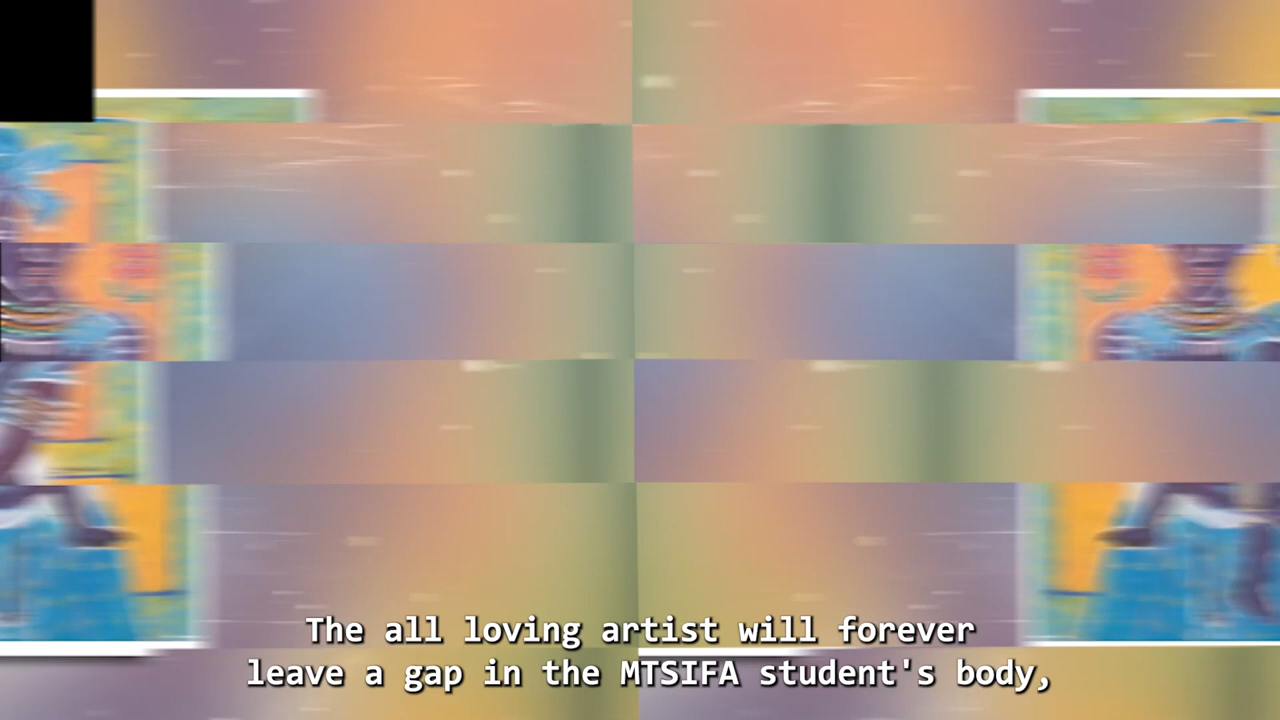 The all loving artist will forever
leave a gap in the MTSIFA student's body,